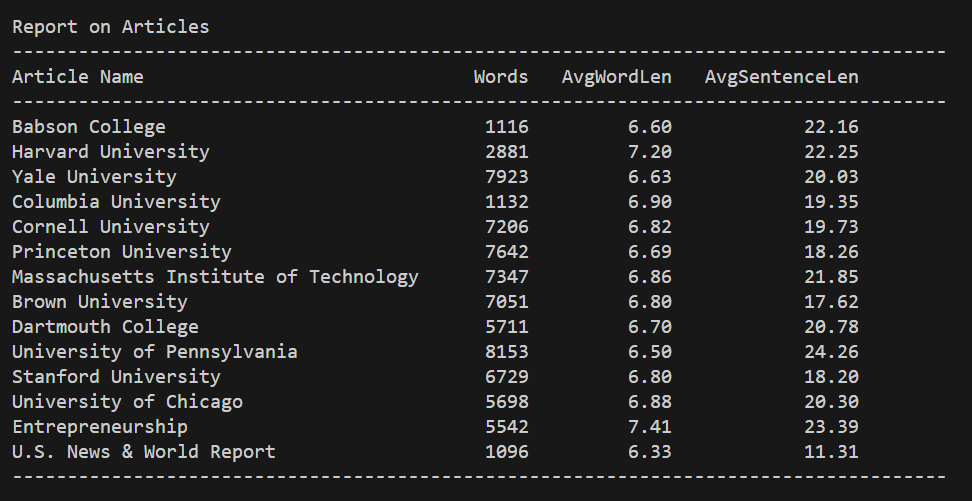 Report on Articles
-------------------------------------------------------------------------------------
Article Name                              Words   AvgWordLen   AvgSentenceLen
-------------------------------------------------------------------------------------
Babson College                             1116         6.60            22.16
Harvard University                         2881         7.20            22.25
Yale University                            7923         6.63            20.03
Columbia University                        1132         6.90            19.35
Cornell University                         7206         6.82            19.73
Princeton University                       7642         6.69            18.26
Massachusetts Institute of Technology      7347         6.86            21.85
Brown University                           7051         6.80            17.62
Dartmouth College                          5711         6.70            20.78
University of Pennsylvania                 8153         6.50            24.26
Stanford University                        6729         6.80            18.20
University of Chicago                      5698         6.88            20.30
Entrepreneurship                           5542         7.41            23.39
U.S. News & World Report                   1096         6.33            11.31
-------------------------------------------------------------------------------------